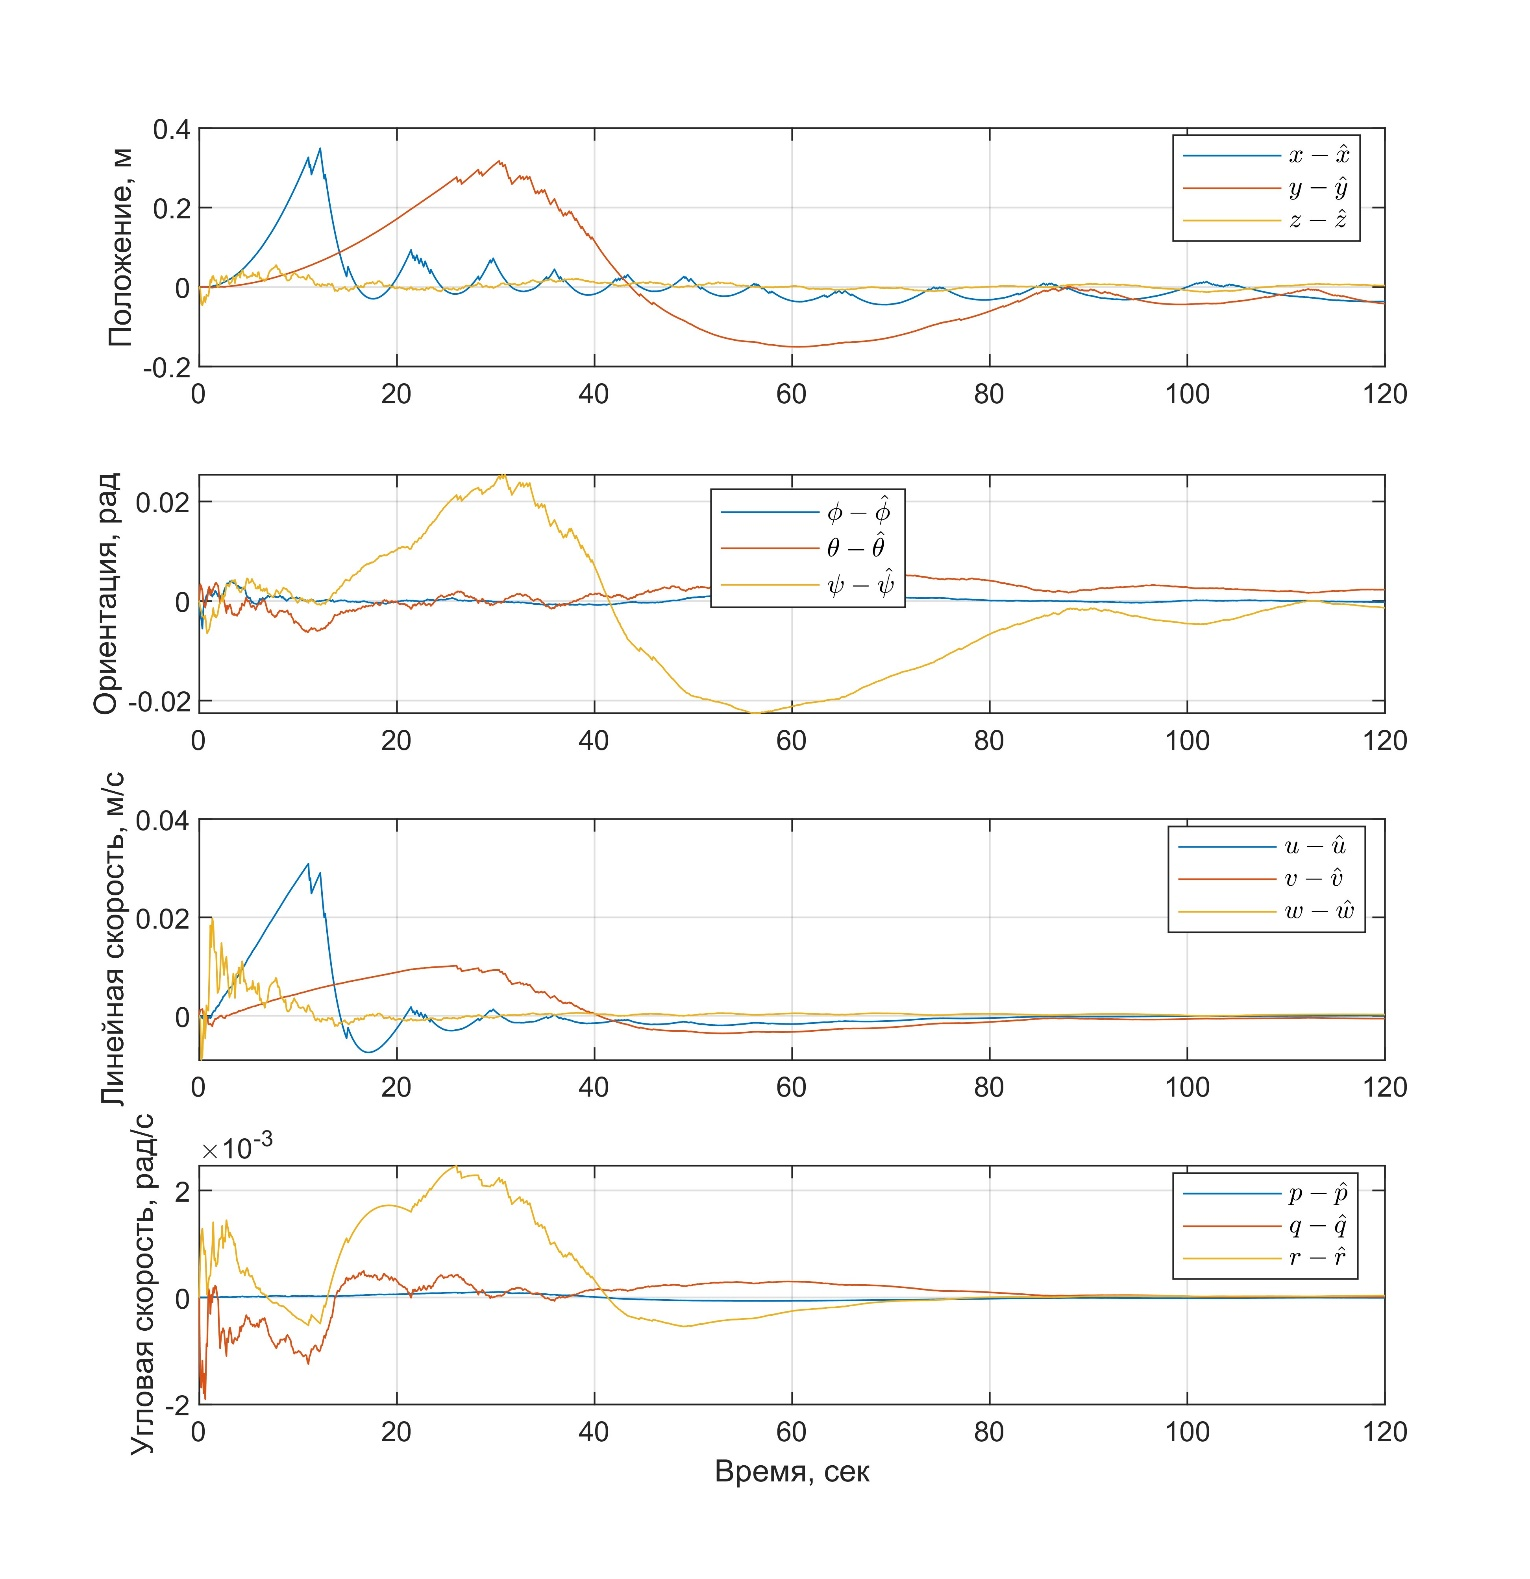 Положение, м
0.4
0.2
0
-0.2
0 20 40 60 80 100 120
x − x̂
y − ŷ
z − ẑ
Ориентация, рад
0.02
0
-0.02
0 20 40 60 80 100 120
ϕ − ϕ̂
θ − θ̂
ψ − ψ̂
Линейная скорость, м/с
0.04
0.02
0
0 20 40 60 80 100 120
u − û
v − v̂
w − ŵ
Угловая скорость, рад/с
×10⁻³
2
0
-2
0 20 40 60 80 100 120
p − p̂
q − q̂
r − r̂
Время, сек